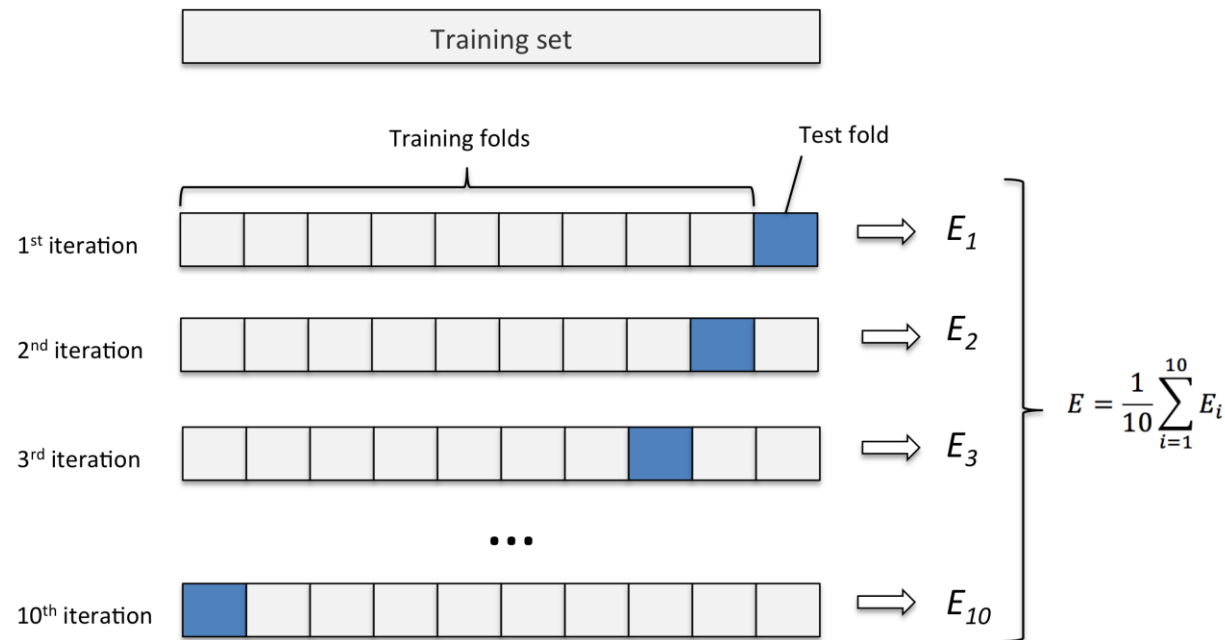 Training set
Training folds
Test fold
1st iteration
E1
2nd iteration
E2
3rd iteration
E3
E = 1/10 ∑_{i=1}^{10} Ei
...
10th iteration
E10